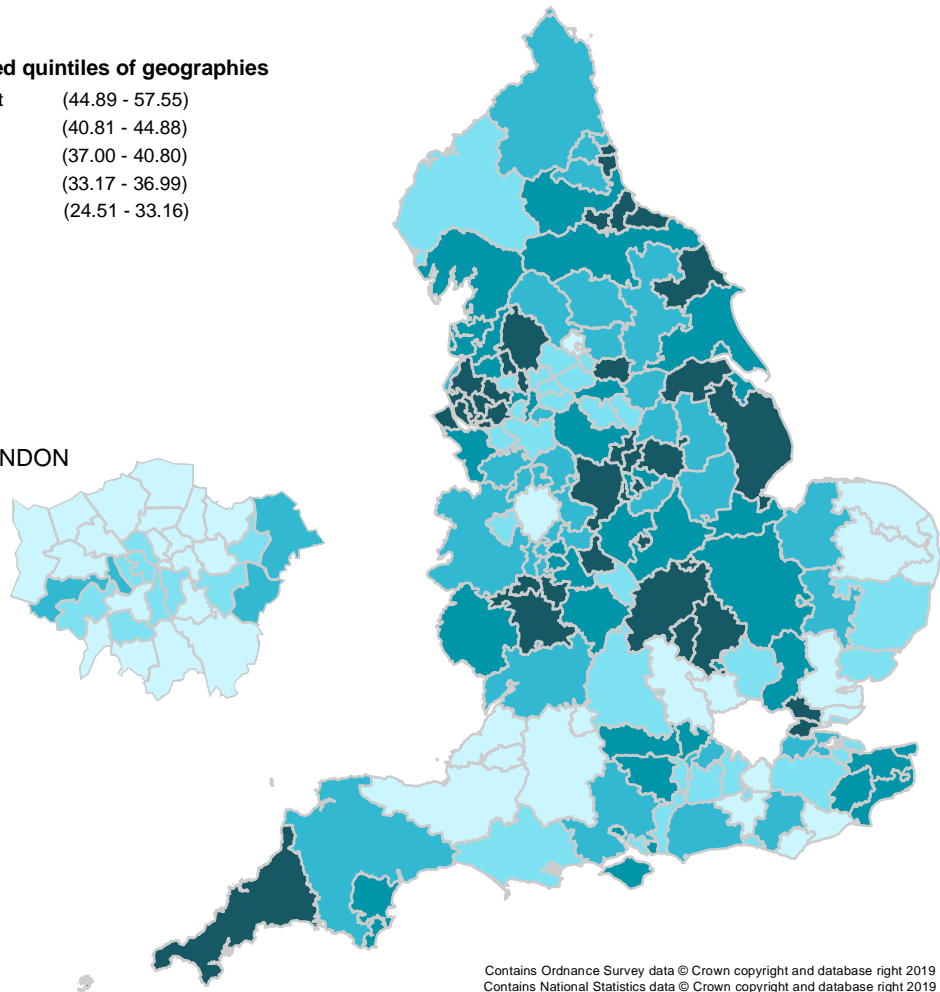 ed quintiles of geographies
t (44.89 - 57.55)
(40.81 - 44.88)
(37.00 - 40.80)
(33.17 - 36.99)
(24.51 - 33.16)
NDON
Contains Ordnance Survey data © Crown copyright and database right 2019
Contains National Statistics data © Crown copyright and database right 2019